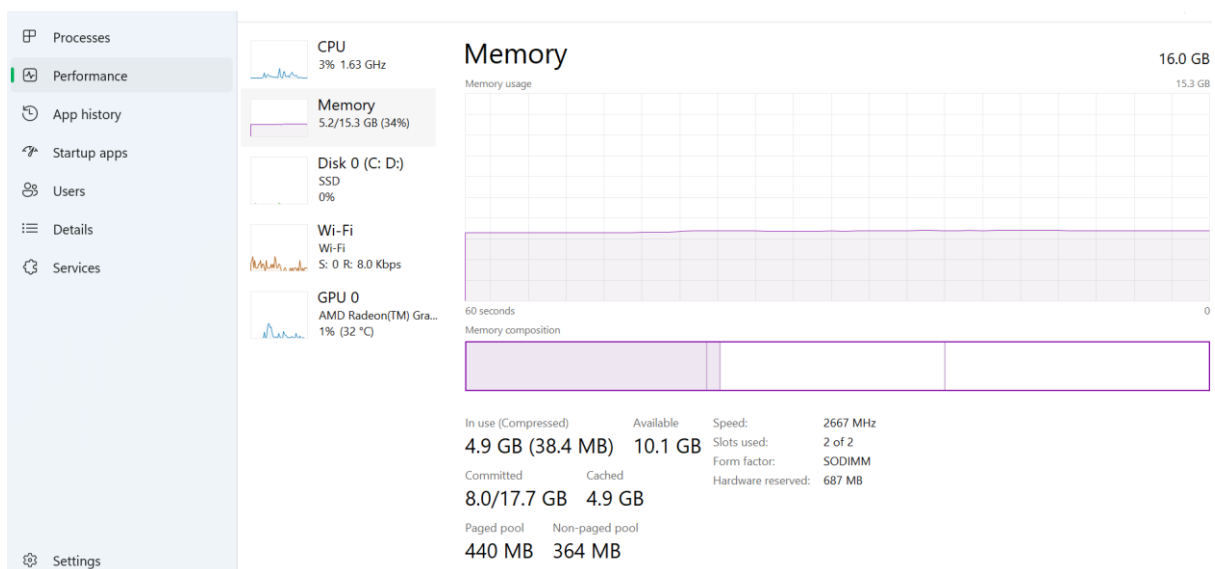 Processes
Performance
App history
Startup apps
Users
Details
Services
Settings
CPU
3% 1.63 GHz
Memory
5.2/15.3 GB (34%)
Disk 0 (C: D:)
SSD
0%
Wi-Fi
Wi-Fi
S: 0 R: 8.0 Kbps
GPU 0
AMD Radeon(TM) Gra...
1% (32 °C)
Memory 16.0 GB
Memory usage 15.3 GB
60 seconds 0
Memory composition
In use (Compressed) Available
4.9 GB (38.4 MB) 10.1 GB
Committed Cached
8.0/17.7 GB 4.9 GB
Paged pool Non-paged pool
440 MB 364 MB
Speed: 2667 MHz
Slots used: 2 of 2
Form factor: SODIMM
Hardware reserved: 687 MB